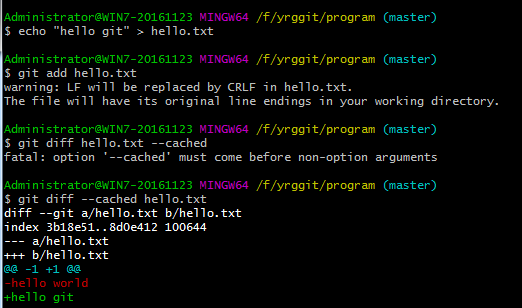 Administrator@WIN7-20161123 MINGW64 /f/yrggit/program (master)
$ echo "hello git" > hello.txt
Administrator@WIN7-20161123 MINGW64 /f/yrggit/program (master)
$ git add hello.txt
warning: LF will be replaced by CRLF in hello.txt.
The file will have its original line endings in your working directory.
Administrator@WIN7-20161123 MINGW64 /f/yrggit/program (master)
$ git diff hello.txt --cached
fatal: option '--cached' must come before non-option arguments
Administrator@WIN7-20161123 MINGW64 /f/yrggit/program (master)
$ git diff --cached hello.txt
diff --git a/hello.txt b/hello.txt
index 3b18e51..8d0e412 100644
--- a/hello.txt
+++ b/hello.txt
@@ -1 +1 @@
-hello world
+hello git